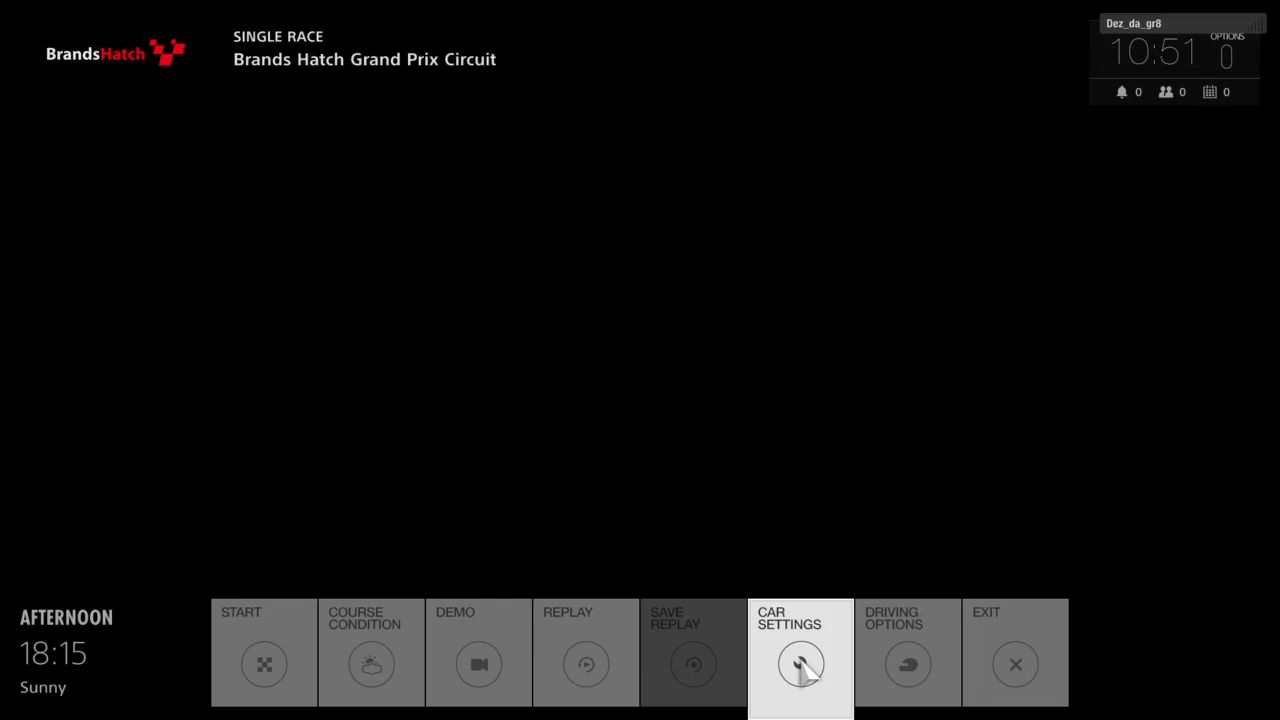 BrandsHatch
SINGLE RACE
Brands Hatch Grand Prix Circuit
Dez_da_gr8
10:51
OPTIONS
0 0 0
START
COURSE CONDITION
DEMO
REPLAY
SAVE REPLAY
CAR SETTINGS
DRIVING OPTIONS
EXIT
AFTERNOON
18:15
Sunny